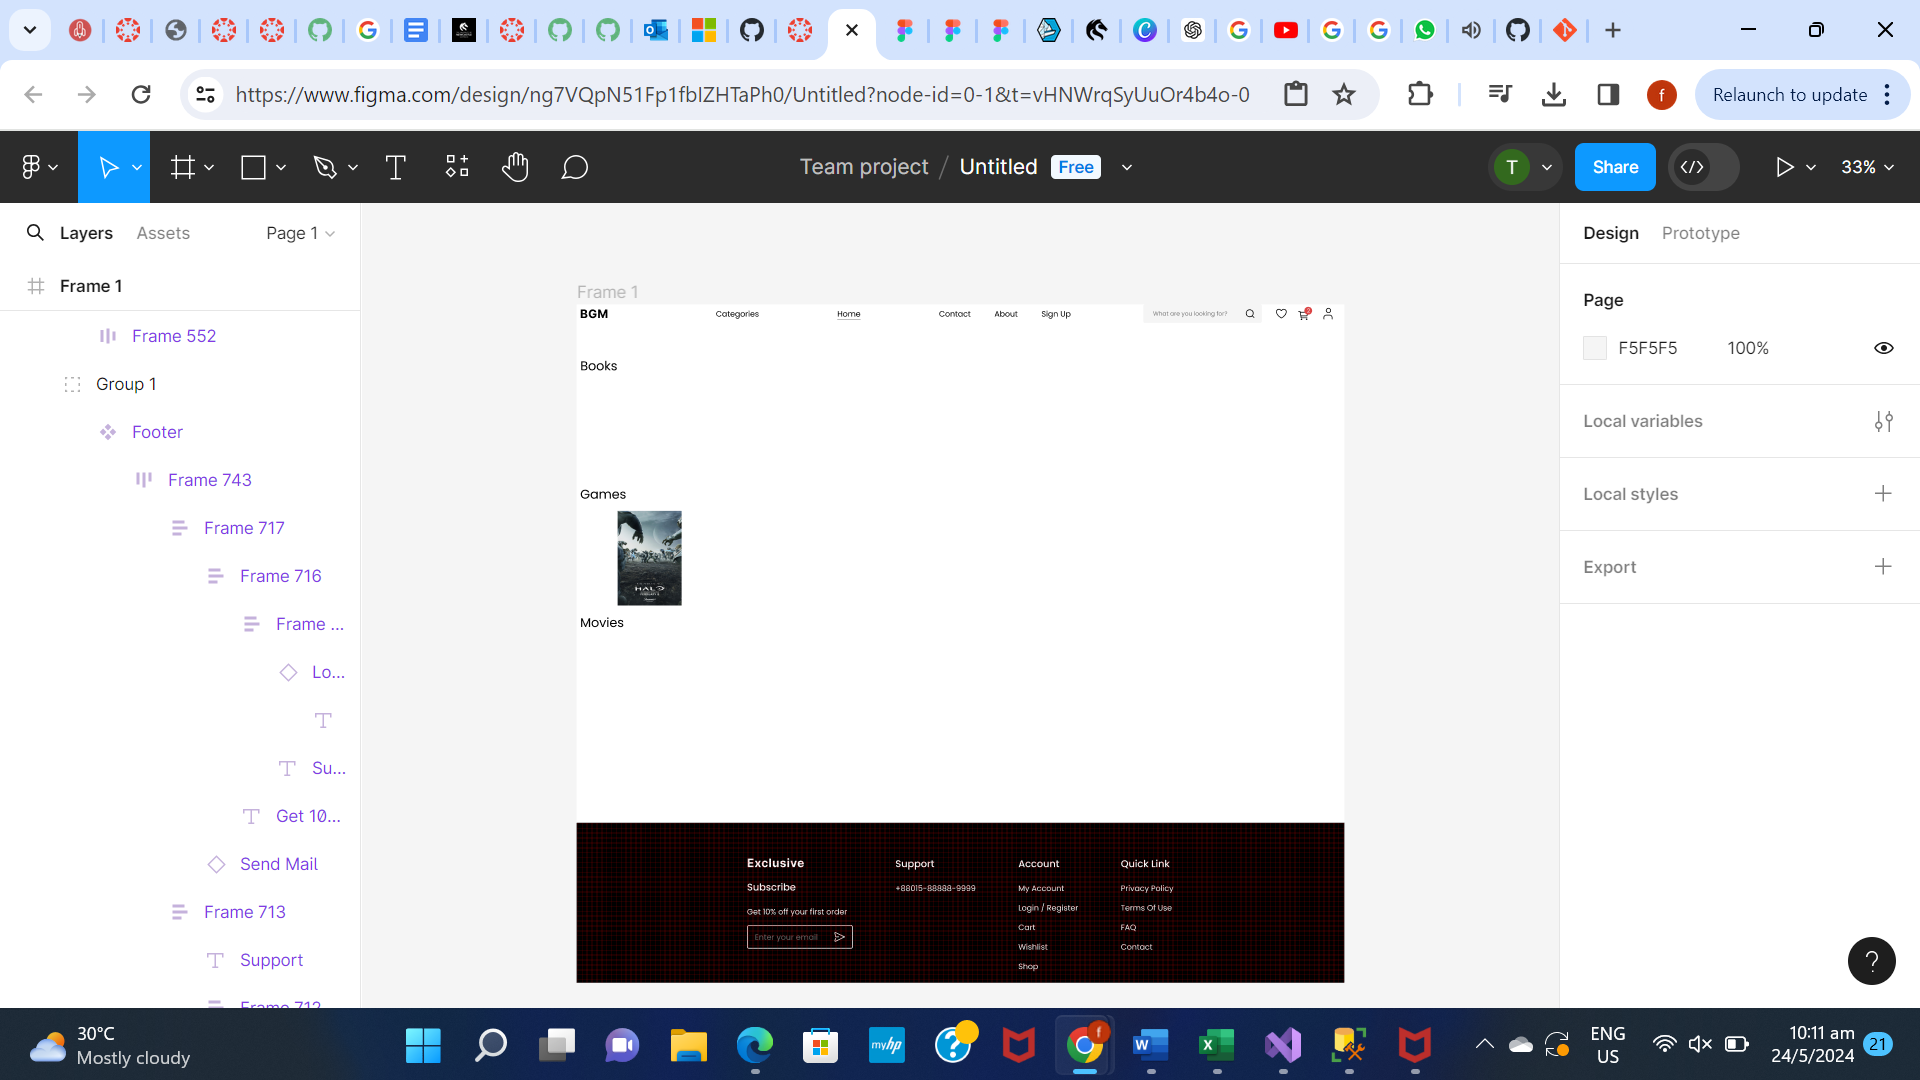 https://www.figma.com/design/ng7VQpN51Fp1fbIZHTaPh0/Untitled?node-id=0-1&t=vHNWrqSyUuOr4b4o-0
Relaunch to update
Team project / Untitled Free
T
Share
33%
Layers Assets Page 1
Frame 1
Frame 552
Group 1
Footer
Frame 743
Frame 717
Frame 716
Frame ...
Lo...
Su...
Get 10...
Send Mail
Frame 713
Support
Frame 712
Frame 1
BGM Categories Home Contact About Sign Up What are you looking for?
Books
Games
HALO
Movies
Exclusive
Subscribe
Get 10% off your first order
Enter your email
Support
+88015-88888-9999
Account
My Account
Login / Register
Cart
Wishlist
Shop
Quick Link
Privacy Policy
Terms Of Use
FAQ
Contact
Design Prototype
Page
F5F5F5 100%
Local variables
Local styles
Export
?
30°C
Mostly cloudy
myhp
f
ENG
US
10:11 am
24/5/2024
21